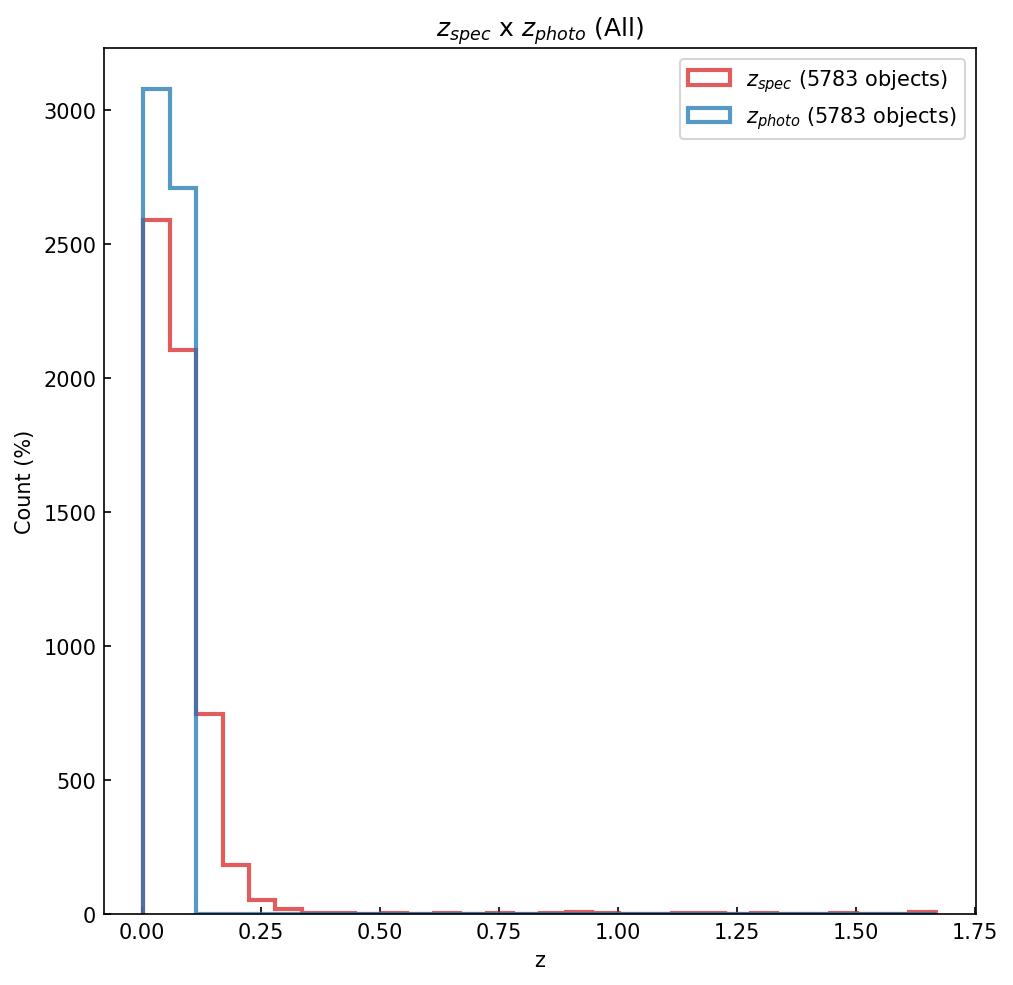 z_spec x z_photo (All)
z_spec (5783 objects)
z_photo (5783 objects)
Count (%)
3000
2500
2000
1500
1000
500
0
0.00 0.25 0.50 0.75 1.00 1.25 1.50 1.75
z